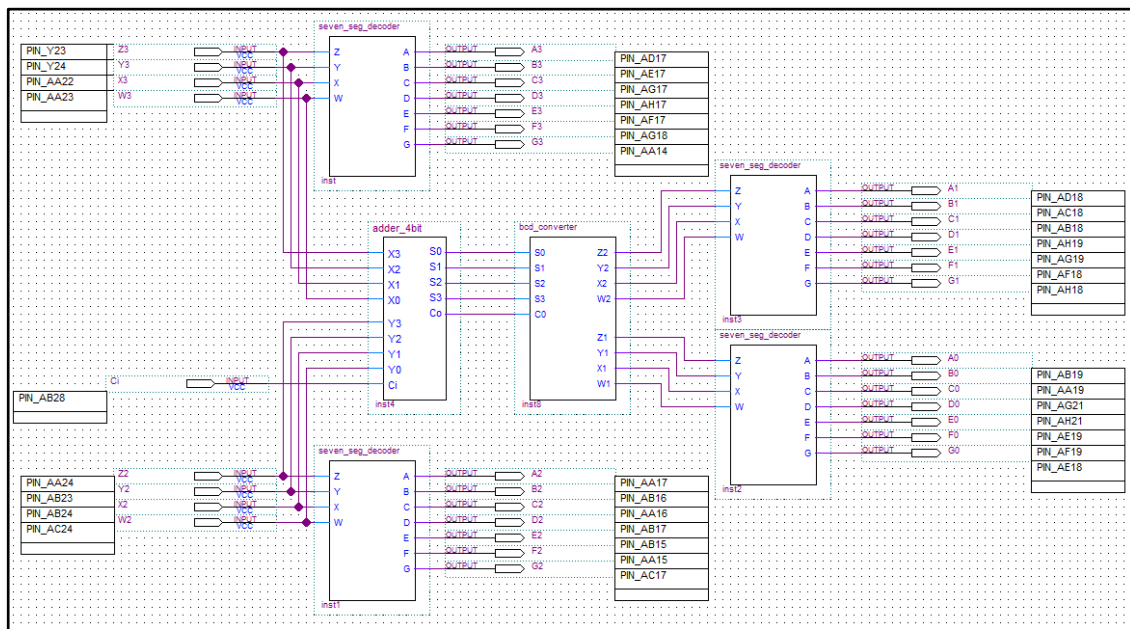 seven_seg_decoder
PIN_Y23 Z3 INPUT VCC Z A OUTPUT A3 PIN_AD17
PIN_Y24 Y3 INPUT VCC Y B OUTPUT B3 PIN_AE17
PIN_AA22 X3 INPUT VCC X C OUTPUT C3 PIN_AG17
PIN_AA23 W3 INPUT VCC W D OUTPUT D3 PIN_AH17
E OUTPUT E3 PIN_AF17
F OUTPUT F3 PIN_AG18
G OUTPUT G3 PIN_AA14
inst
seven_seg_decoder
Z A OUTPUT A1 PIN_AD18
Y B OUTPUT B1 PIN_AC18
X C OUTPUT C1 PIN_AB18
W D OUTPUT D1 PIN_AH19
E OUTPUT E1 PIN_AG19
F OUTPUT F1 PIN_AF18
G OUTPUT G1 PIN_AH18
inst3
adder_4bit
X3 S0
X2 S1
X1 S2
X0 S3
Y3 Co
Y2
Y1
Y0
Ci
inst4
bcd_converter
S0 Z2
S1 Y2
S2 X2
S3 W2
C0
Z1
Y1
X1
W1
inst8
seven_seg_decoder
Z A OUTPUT A0 PIN_AB19
Y B OUTPUT B0 PIN_AA19
X C OUTPUT C0 PIN_AG21
W D OUTPUT D0 PIN_AH21
E OUTPUT E0 PIN_AE19
F OUTPUT F0 PIN_AF19
G OUTPUT G0 PIN_AE18
inst2
PIN_AB28 Ci INPUT VCC
seven_seg_decoder
PIN_AA24 Z2 INPUT VCC Z A OUTPUT A2 PIN_AA17
PIN_AB23 Y2 INPUT VCC Y B OUTPUT B2 PIN_AB16
PIN_AB24 X2 INPUT VCC X C OUTPUT C2 PIN_AA16
PIN_AC24 W2 INPUT VCC W D OUTPUT D2 PIN_AB17
E OUTPUT E2 PIN_AB15
F OUTPUT F2 PIN_AA15
G OUTPUT G2 PIN_AC17
inst1